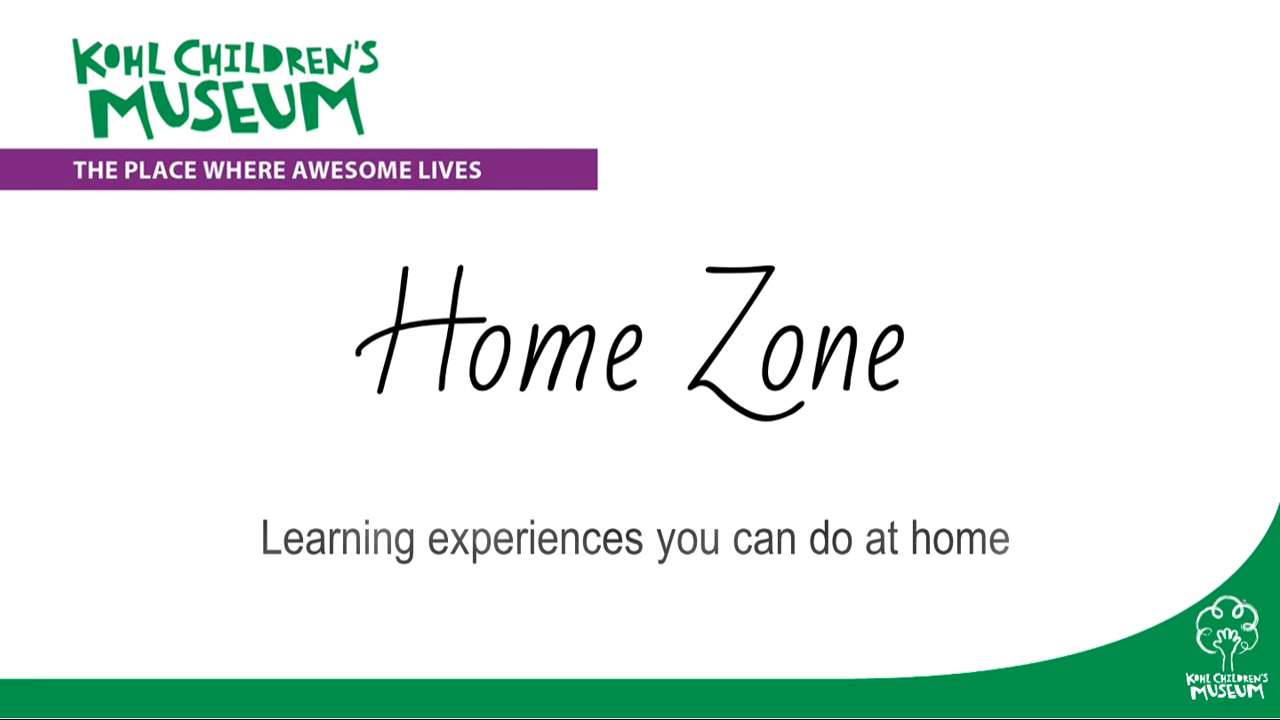 KOHL CHILDREN'S
MUSEUM
THE PLACE WHERE AWESOME LIVES
Home Zone
Learning experiences you can do at home
KOHL CHILDREN'S
MUSEUM